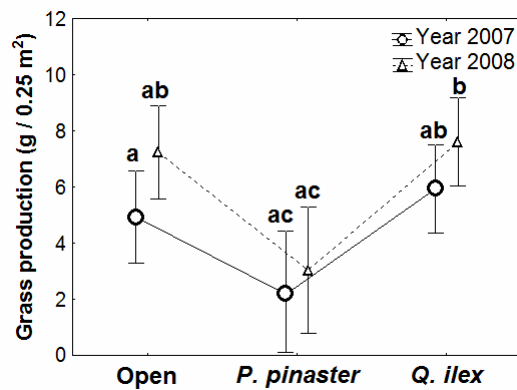 Grass production (g / 0.25 m²)
12
10
8
6
4
2
0
Year 2007
Year 2008
a
ab
ac
ac
ab
b
Open
P. pinaster
Q. ilex